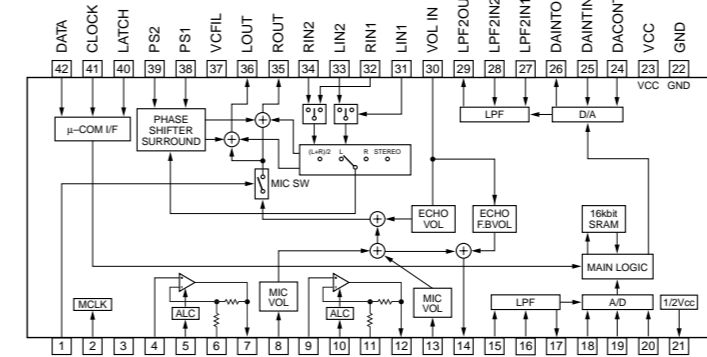 DATA
CLOCK
LATCH
PS2
PS1
VCFIL
LOUT
ROUT
RIN2
LIN2
RIN1
LIN1
VOL IN
LPF2OU
LPF2IN2
LPF2IN1
DAINTO
DAINTIN
DACONT
VCC
GND
42 41 40 39 38 37 36 35 34 33 32 31 30 29 28 27 26 25 24 23 22
VCC GND
μ–COM I/F
PHASE
SHIFTER
SURROUND
LPF
D/A
(L+R)/2 L R STEREO
MIC SW
ECHO
VOL
ECHO
F.BVOL
16kbit
SRAM
MAIN LOGIC
MCLK
ALC
MIC
VOL
ALC
MIC
VOL
LPF
A/D
1/2Vcc
1 2 3 4 5 6 7 8 9 10 11 12 13 14 15 16 17 18 19 20 21